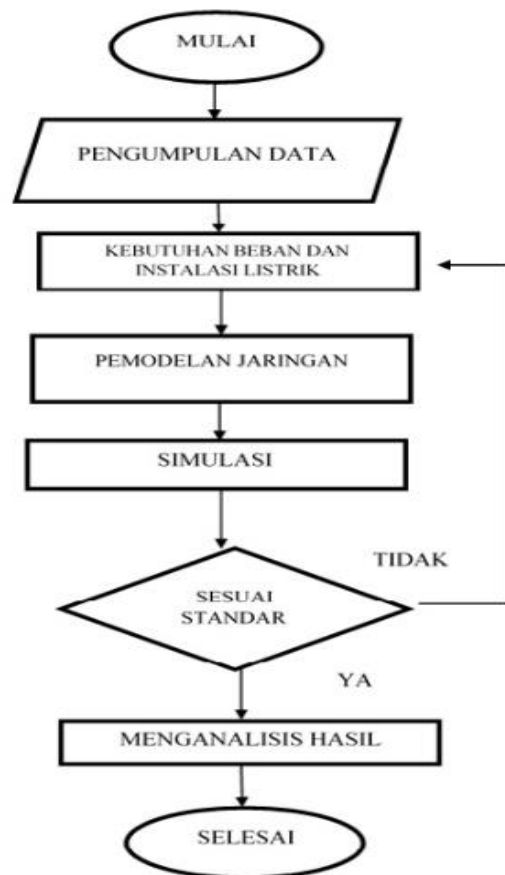 MULAI
PENGUMPULAN DATA
KEBUTUHAN BEBAN DAN
INSTALASI LISTRIK
PEMODELAN JARINGAN
SIMULASI
TIDAK
SESUAI
STANDAR
YA
MENGANALISIS HASIL
SELESAI